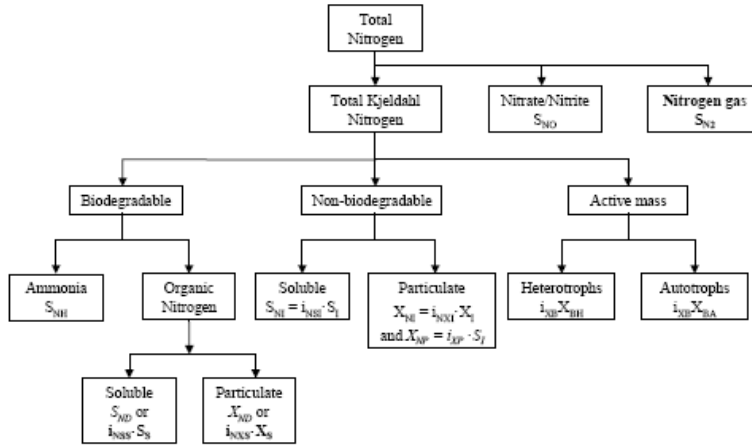 Total
Nitrogen
Total Kjeldahl
Nitrogen
Nitrate/Nitrite
S_NO
Nitrogen gas
S_N2
Biodegradable
Non-biodegradable
Active mass
Ammonia
S_NH
Organic
Nitrogen
Soluble
S_NI = i_NSI·S_I
Particulate
X_NI = i_NXI·X_I
and X_NP = i_XP·S_I
Heterotrophs
i_XB X_BH
Autotrophs
i_XB X_BA
Soluble
S_ND or
i_NSS·S_S
Particulate
X_ND or
i_NXS·X_S